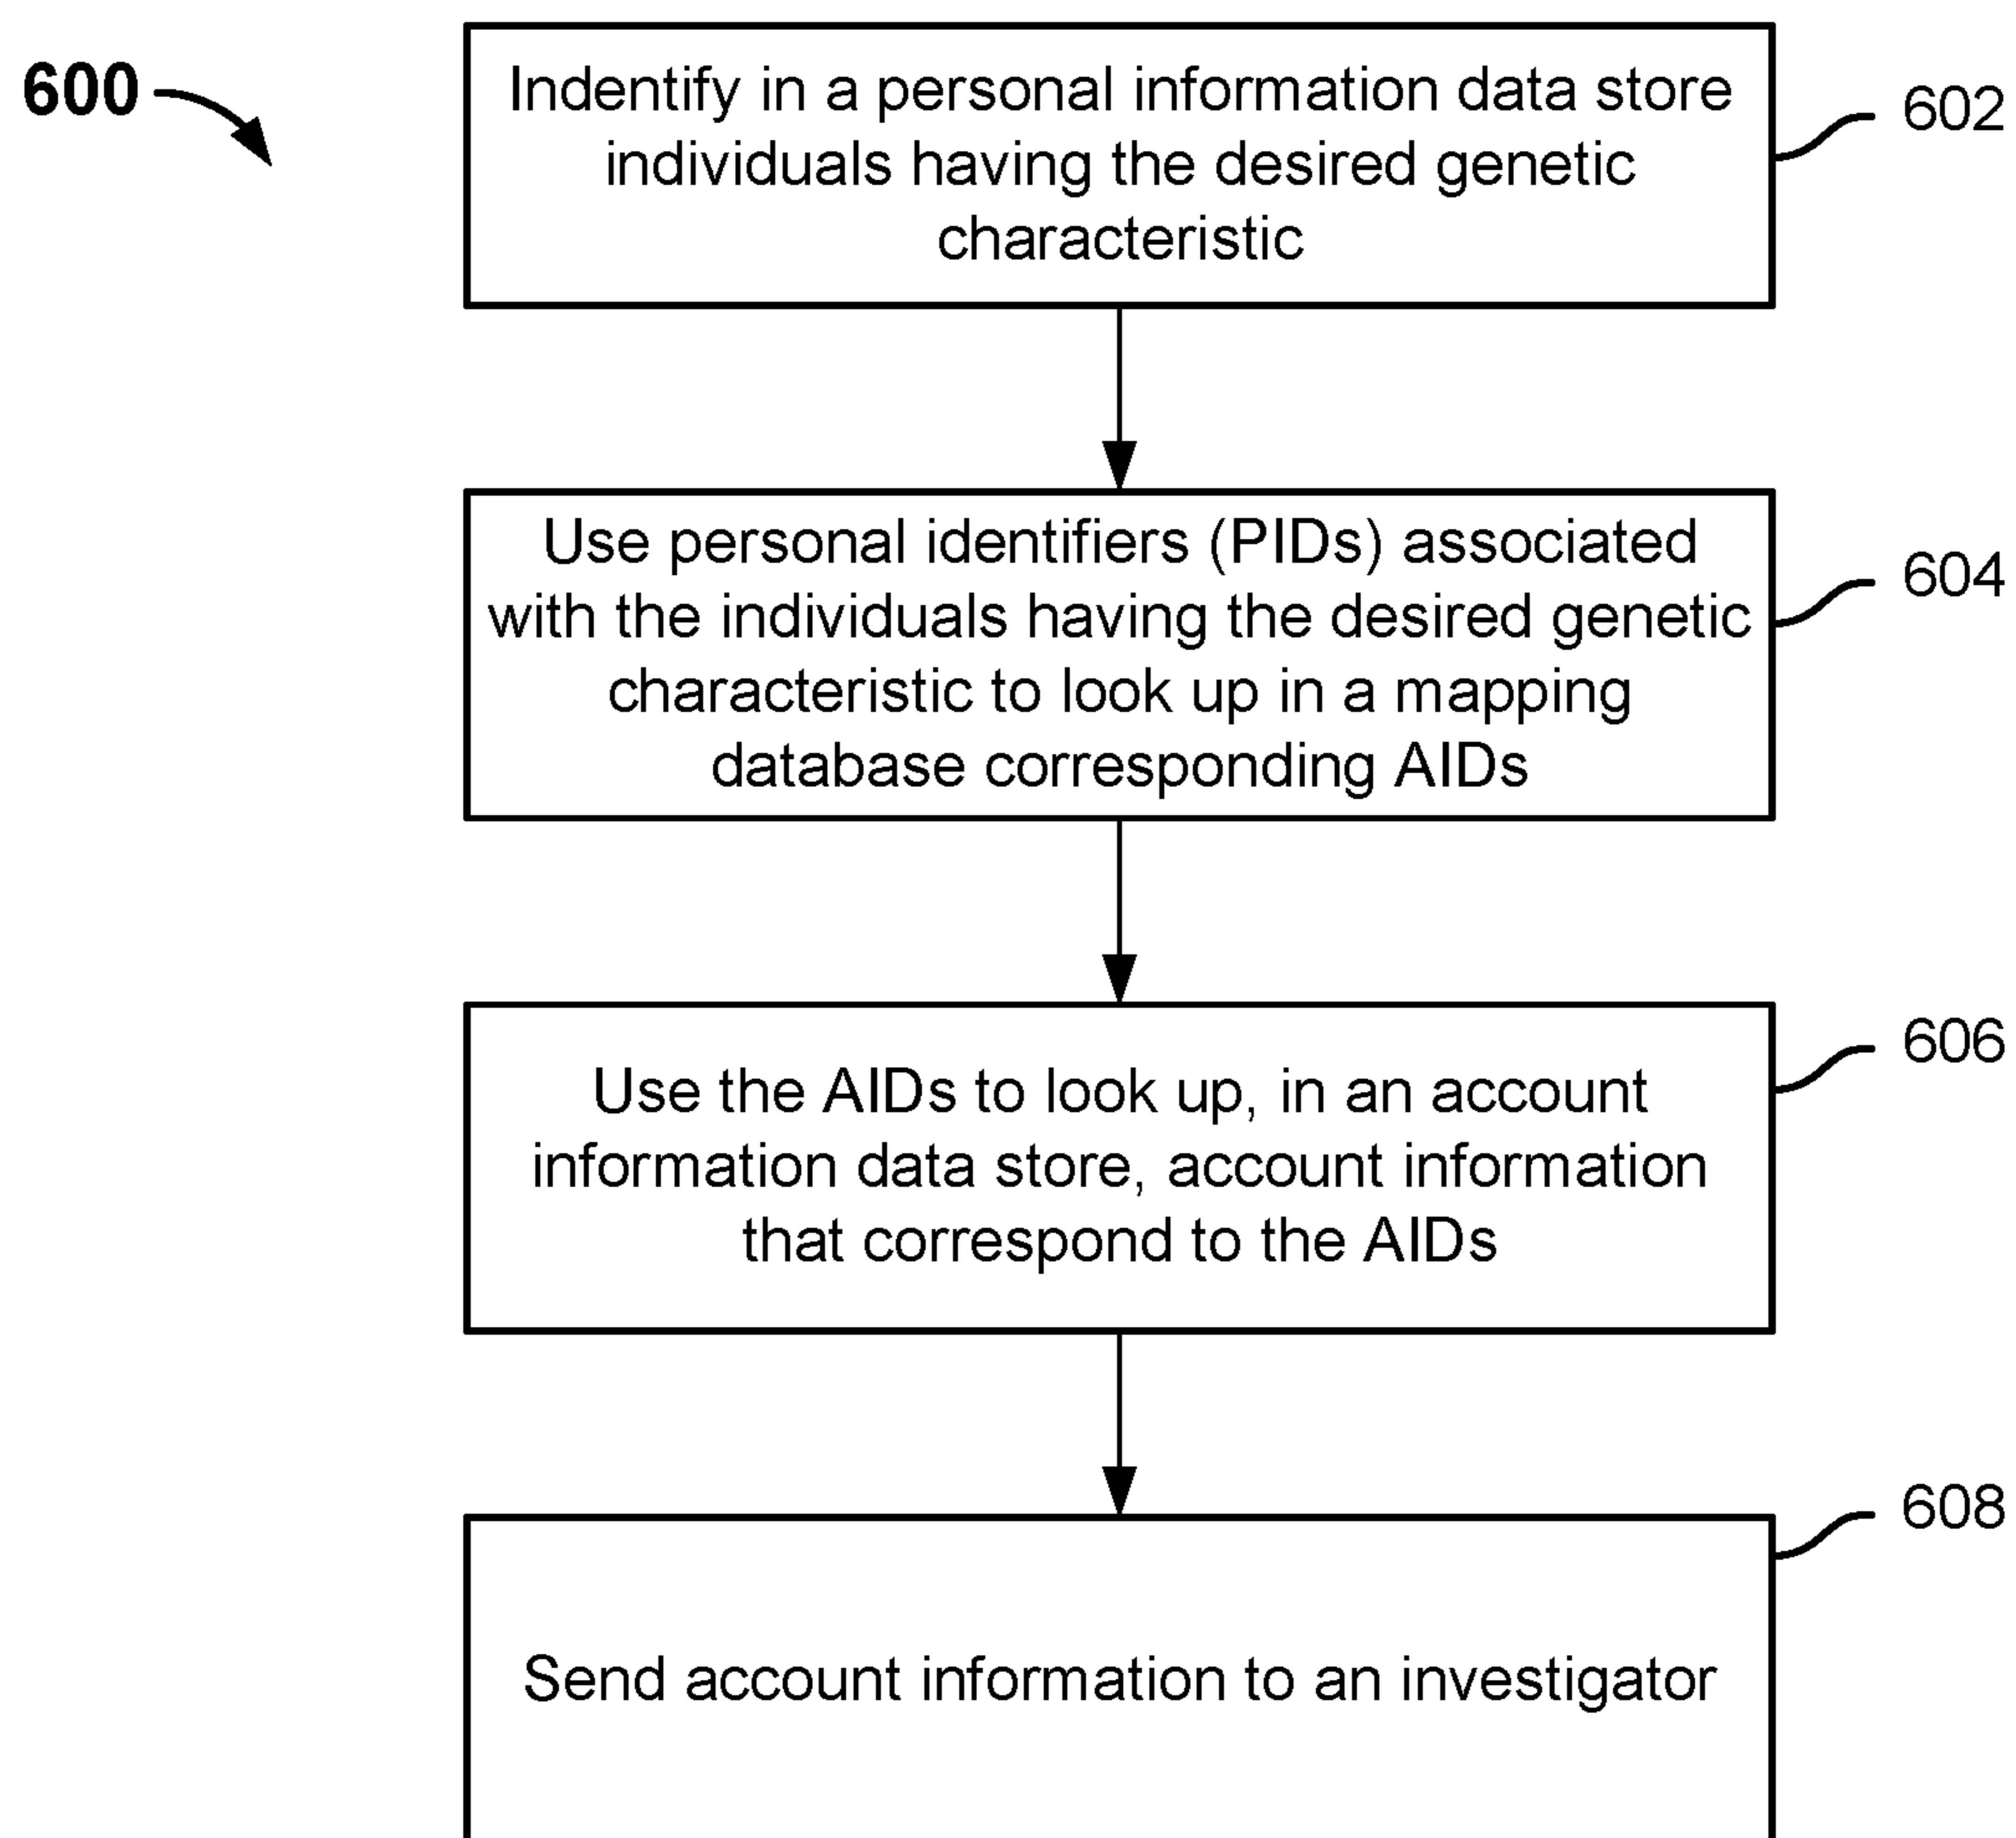 600
Indentify in a personal information data store
individuals having the desired genetic
characteristic
602
Use personal identifiers (PIDs) associated
with the individuals having the desired genetic
characteristic to look up in a mapping
database corresponding AIDs
604
Use the AIDs to look up, in an account
information data store, account information
that correspond to the AIDs
606
Send account information to an investigator
608